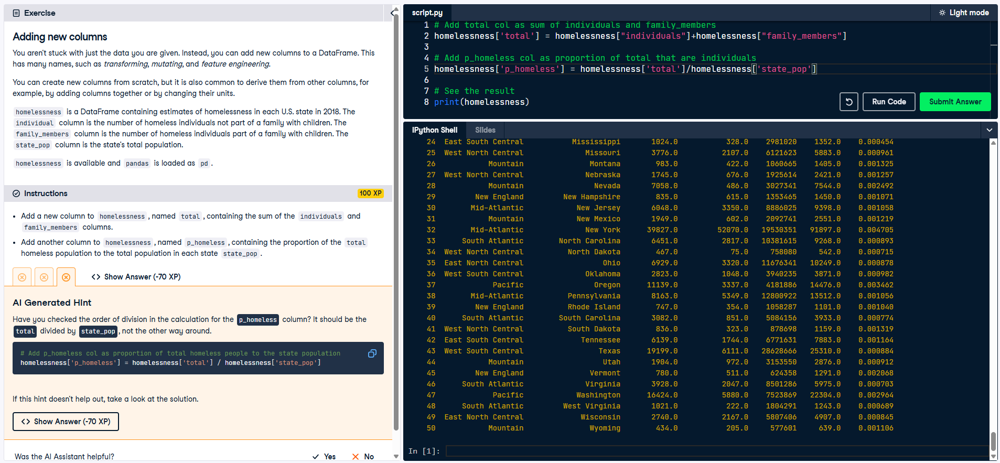 Exercise
Adding new columns
You aren't stuck with just the data you are given. Instead, you can add new columns to a DataFrame. This
has many names, such as transforming, mutating, and feature engineering.
You can create new columns from scratch, but it is also common to derive them from other columns, for
example, by adding columns together or by changing their units.
homelessness is a DataFrame containing estimates of homelessness in each U.S. state in 2018. The
individual column is the number of homeless individuals not part of a family with children. The
family_members column is the number of homeless individuals part of a family with children. The
state_pop column is the state's total population.
homelessness is available and pandas is loaded as pd .
Instructions 100 XP
• Add a new column to homelessness , named total , containing the sum of the individuals and
family_members columns.
• Add another column to homelessness , named p_homeless , containing the proportion of the total
homeless population to the total population in each state state_pop .
<> Show Answer (-70 XP)
AI Generated Hint
Have you checked the order of division in the calculation for the p_homeless column? It should be the
total divided by state_pop , not the other way around.
# Add p_homeless col as proportion of total homeless people to the state population
homelessness['p_homeless'] = homelessness['total'] / homelessness['state_pop']
If this hint doesn't help out, take a look at the solution.
<> Show Answer (-70 XP)
Was the AI Assistant helpful? Yes No
script.py Light mode
1 # Add total col as sum of individuals and family_members
2 homelessness['total'] = homelessness["individuals"]+homelessness["family_members"]
3
4 # Add p_homeless col as proportion of total that are individuals
5 homelessness['p_homeless'] = homelessness['total']/homelessness['state_pop']
6
7 # See the result
8 print(homelessness)
Run Code Submit Answer
IPython Shell Slides
24 East South Central Mississippi 1024.0 328.0 2981020 1352.0 0.000454
25 West North Central Missouri 3776.0 2107.0 6121623 5883.0 0.000961
26 Mountain Montana 983.0 422.0 1060665 1405.0 0.001325
27 West North Central Nebraska 1745.0 676.0 1925614 2421.0 0.001257
28 Mountain Nevada 7058.0 486.0 3027341 7544.0 0.002492
29 New England New Hampshire 835.0 615.0 1353465 1450.0 0.001071
30 Mid-Atlantic New Jersey 6048.0 3350.0 8886025 9398.0 0.001058
31 Mountain New Mexico 1949.0 602.0 2092741 2551.0 0.001219
32 Mid-Atlantic New York 39827.0 52070.0 19530351 91897.0 0.004705
33 South Atlantic North Carolina 6451.0 2817.0 10381615 9268.0 0.000893
34 West North Central North Dakota 467.0 75.0 758080 542.0 0.000715
35 East North Central Ohio 6929.0 3320.0 11676341 10249.0 0.000878
36 West South Central Oklahoma 2823.0 1048.0 3940235 3871.0 0.000982
37 Pacific Oregon 11139.0 3337.0 4181886 14476.0 0.003462
38 Mid-Atlantic Pennsylvania 8163.0 5349.0 12800922 13512.0 0.001056
39 New England Rhode Island 747.0 354.0 1058287 1101.0 0.001040
40 South Atlantic South Carolina 3082.0 851.0 5084156 3933.0 0.000774
41 West North Central South Dakota 836.0 323.0 878698 1159.0 0.001319
42 East South Central Tennessee 6139.0 1744.0 6771631 7883.0 0.001164
43 West South Central Texas 19199.0 6111.0 28628666 25310.0 0.000884
44 Mountain Utah 1904.0 972.0 3153550 2876.0 0.000912
45 New England Vermont 780.0 511.0 624358 1291.0 0.002068
46 South Atlantic Virginia 3928.0 2047.0 8501286 5975.0 0.000703
47 Pacific Washington 16424.0 5880.0 7523869 22304.0 0.002964
48 South Atlantic West Virginia 1021.0 222.0 1804291 1243.0 0.000689
49 East North Central Wisconsin 2740.0 2167.0 5807406 4907.0 0.000845
50 Mountain Wyoming 434.0 205.0 577601 639.0 0.001106
In [1]: